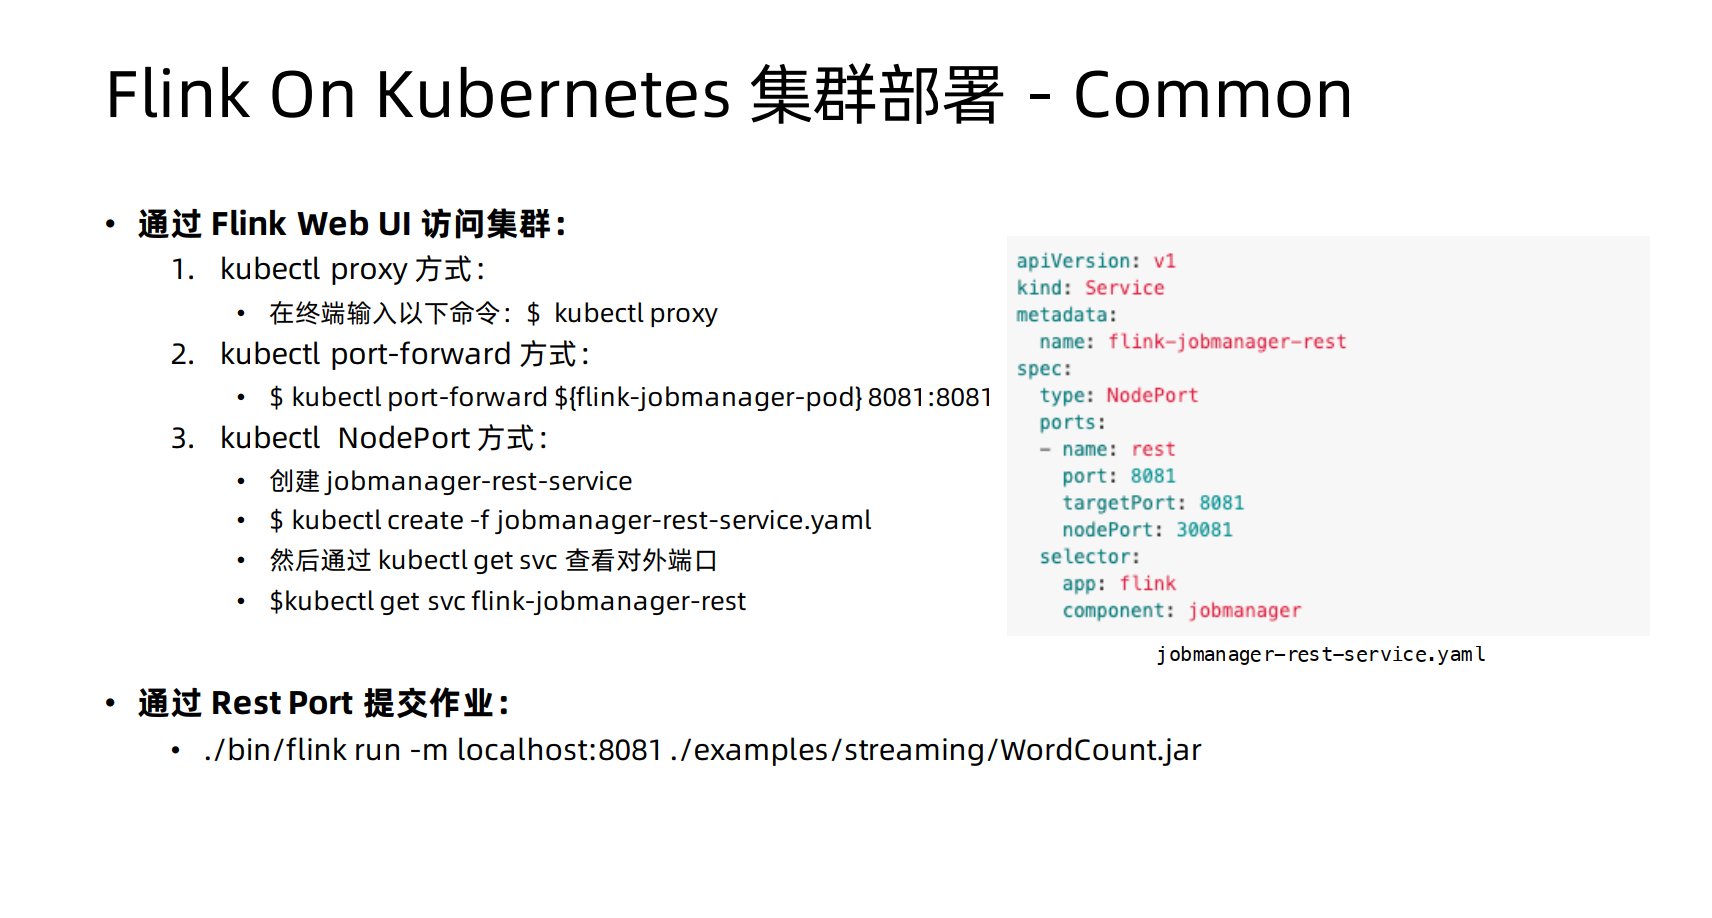 Flink On Kubernetes 集群部署 - Common
• 通过 Flink Web UI 访问集群：
1. kubectl proxy 方式：
• 在终端输入以下命令：$ kubectl proxy
2. kubectl port-forward 方式：
• $ kubectl port-forward ${flink-jobmanager-pod} 8081:8081
3. kubectl NodePort 方式：
• 创建 jobmanager-rest-service
• $ kubectl create -f jobmanager-rest-service.yaml
• 然后通过 kubectl get svc 查看对外端口
• $kubectl get svc flink-jobmanager-rest
apiVersion: v1
kind: Service
metadata:
  name: flink-jobmanager-rest
spec:
  type: NodePort
  ports:
  - name: rest
    port: 8081
    targetPort: 8081
    nodePort: 30081
  selector:
    app: flink
    component: jobmanager
jobmanager-rest-service.yaml
• 通过 Rest Port 提交作业：
• ./bin/flink run -m localhost:8081 ./examples/streaming/WordCount.jar